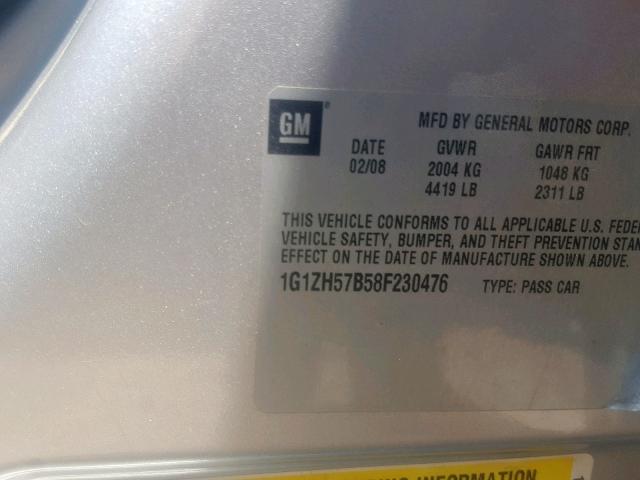 GM® MFD BY GENERAL MOTORS CORP.
DATE GVWR GAWR FRT
02/08 2004 KG 1048 KG
4419 LB 2311 LB
THIS VEHICLE CONFORMS TO ALL APPLICABLE U.S. FEDER
VEHICLE SAFETY, BUMPER, AND THEFT PREVENTION STAN
EFFECT ON THE DATE OF MANUFACTURE SHOWN ABOVE.
1G1ZH57B58F230476 TYPE: PASS CAR
INFORMATION